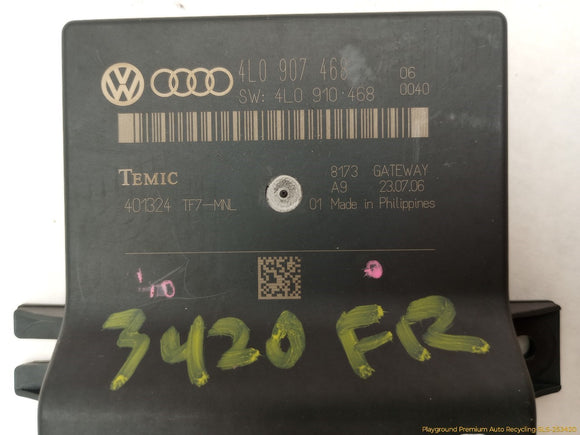 4L0 907 468 06
SW: 4L0 910 468 0040
TEMIC
8173 GATEWAY
A9 23.07.06
401324 TF7-MNL 01 Made in Philippines
3420 FR
Playground Premium Auto Recycling SLS-253420